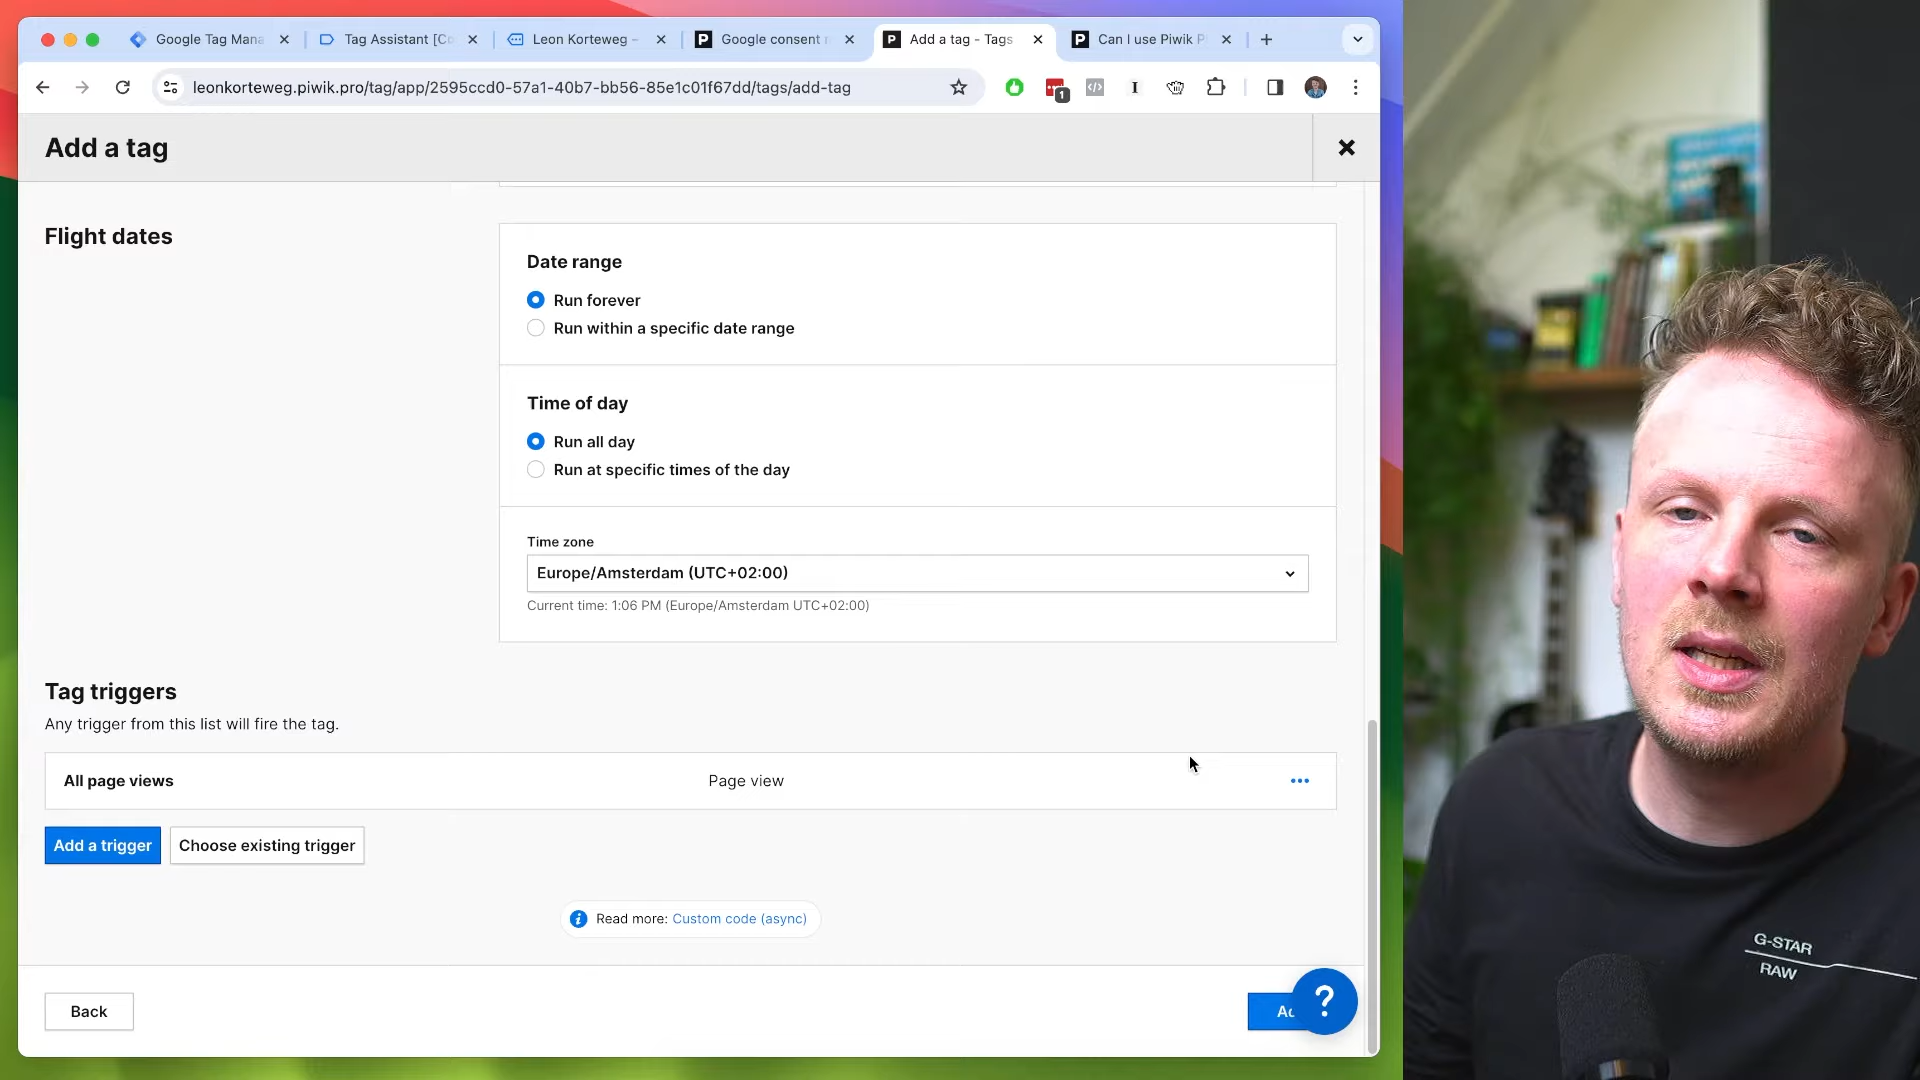 Google Tag Mana
Tag Assistant [Co
Leon Korteweg -
Google consent m
Add a tag - Tags
Can I use Piwik P
leonkorteweg.piwik.pro/tag/app/2595ccd0-57a1-40b7-bb56-85e1c01f67dd/tags/add-tag
1
Add a tag
Flight dates
Date range
Run forever
Run within a specific date range
Time of day
Run all day
Run at specific times of the day
Time zone
Europe/Amsterdam (UTC+02:00)
Current time: 1:06 PM (Europe/Amsterdam UTC+02:00)
Tag triggers
Any trigger from this list will fire the tag.
All page views
Page view
Add a trigger
Choose existing trigger
Read more: Custom code (async)
Back
?
G-STAR
RAW